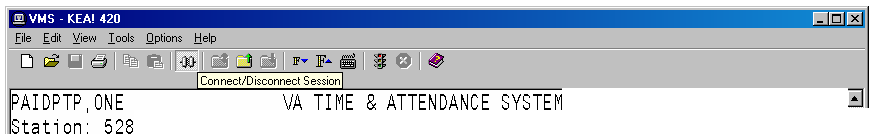 VMS - KEA! 420
File Edit View Tools Options Help
F F
Connect/Disconnect Session
PAIDPTP,ONE VA TIME & ATTENDANCE SYSTEM
Station: 528